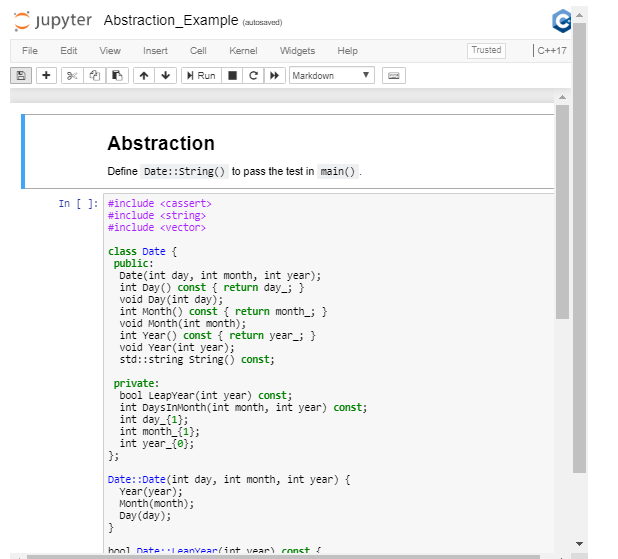 jupyter Abstraction_Example (autosaved)
File Edit View Insert Cell Kernel Widgets Help Trusted C++17
Run Markdown
Abstraction
Define Date::String() to pass the test in main() .
In [ ]: #include <cassert>
#include <string>
#include <vector>
class Date {
public:
Date(int day, int month, int year);
int Day() const { return day_; }
void Day(int day);
int Month() const { return month_; }
void Month(int month);
int Year() const { return year_; }
void Year(int year);
std::string String() const;
private:
bool LeapYear(int year) const;
int DaysInMonth(int month, int year) const;
int day_{1};
int month_{1};
int year_{0};
};
Date::Date(int day, int month, int year) {
Year(year);
Month(month);
Day(day);
}
bool Date::LeapYear(int year) const {